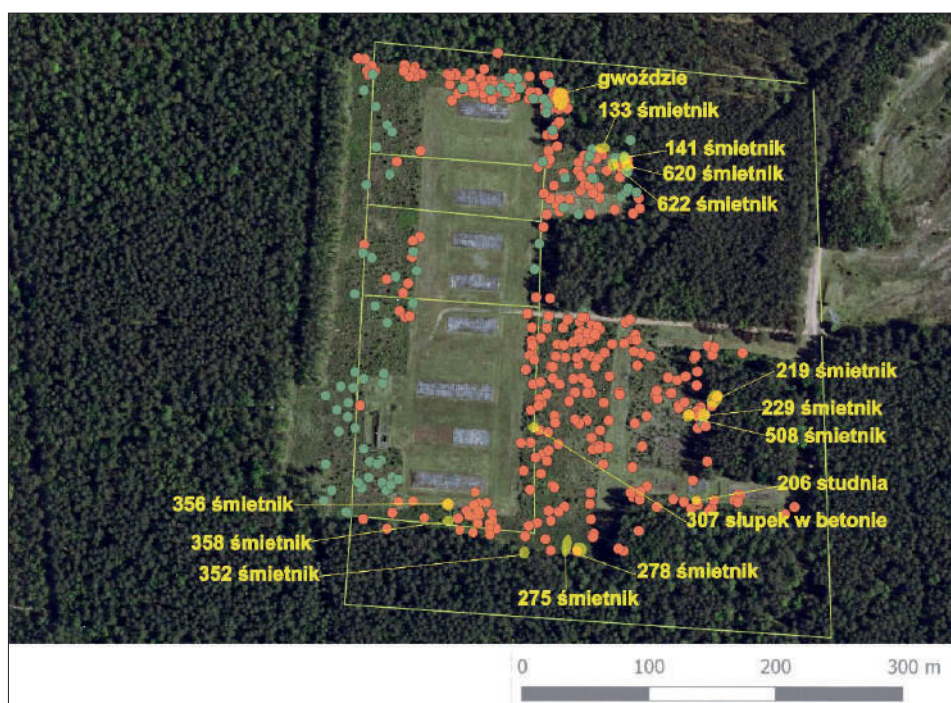 gwoździe
133 śmietnik
141 śmietnik
620 śmietnik
622 śmietnik
219 śmietnik
229 śmietnik
508 śmietnik
206 studnia
307 słupek w betonie
356 śmietnik
358 śmietnik
352 śmietnik
278 śmietnik
275 śmietnik
0 100 200 300 m